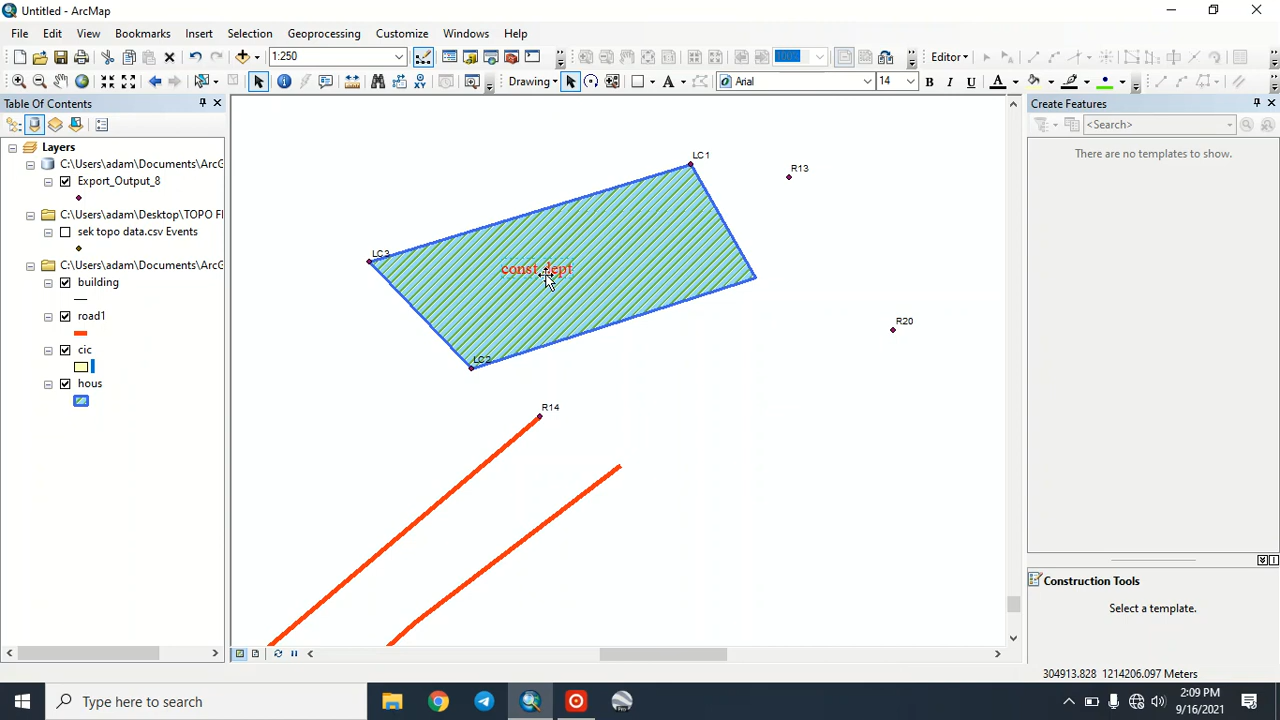 Untitled - ArcMap
File Edit View Bookmarks Insert Selection Geoprocessing Customize Windows Help
1:250
100%
Editor
Drawing
Arial
14
B I U A
Table Of Contents
Create Features
<Search>
There are no templates to show.
Layers
C:\Users\adam\Documents\ArcG
Export_Output_8
C:\Users\adam\Desktop\TOPO FI
sek topo data.csv Events
C:\Users\adam\Documents\ArcG
building
road1
cic
hous
LC1
R13
LC3
const dept
R20
LC2
R14
Construction Tools
Select a template.
304913.828 1214206.097 Meters
Type here to search
2:09 PM
9/16/2021